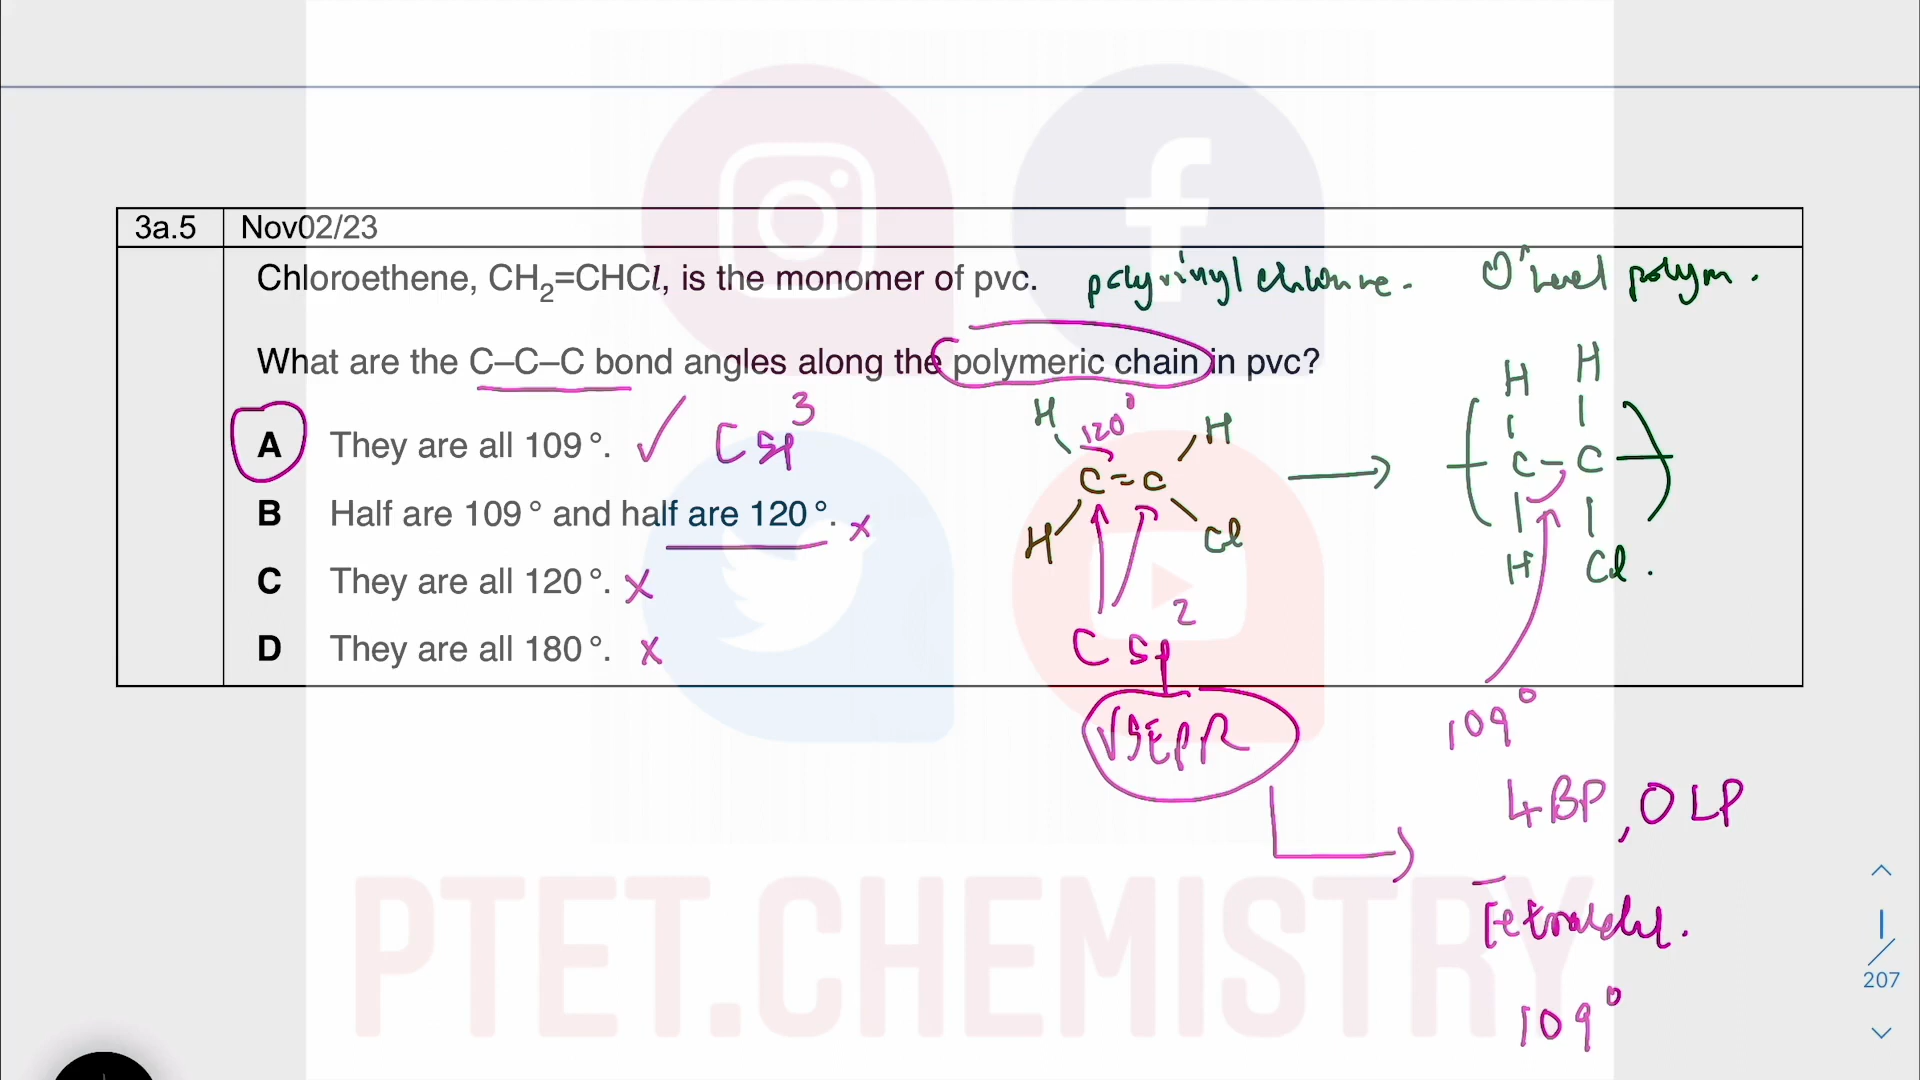 3a.5 Nov02/23
Chloroethene, CH2=CHCl, is the monomer of pvc. polyvinyl chlorine. O'Level polym.
What are the C–C–C bond angles along the polymeric chain in pvc?
A They are all 109°. ✓ C sp3
B Half are 109° and half are 120°. x
C They are all 120°. x
D They are all 180°. x
H 120° H
C=C
H Cl
C sp2
VSEPR
H H
C–C
H Cl.
109°
4BP, 0LP
Tetrahedral.
109°
PTET.CHEMISTRY
1/207